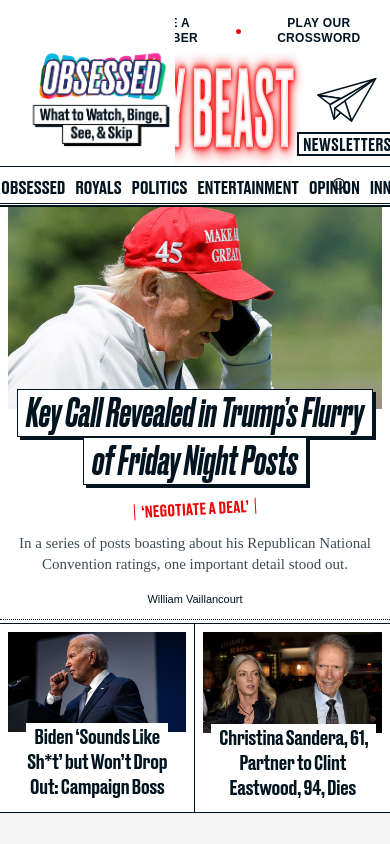 E A
BER
PLAY OUR
CROSSWORD
OBSESSED
What to Watch, Binge,
See, & Skip
Y BEAST
NEWSLETTERS
OBSESSED ROYALS POLITICS ENTERTAINMENT OPINION INN
45
MAKE AM
GREAT
Key Call Revealed in Trump’s Flurry
of Friday Night Posts
‘NEGOTIATE A DEAL’
In a series of posts boasting about his Republican National
Convention ratings, one important detail stood out.
William Vaillancourt
Biden ‘Sounds Like
Sh*t’ but Won’t Drop
Out: Campaign Boss
Christina Sandera, 61,
Partner to Clint
Eastwood, 94, Dies